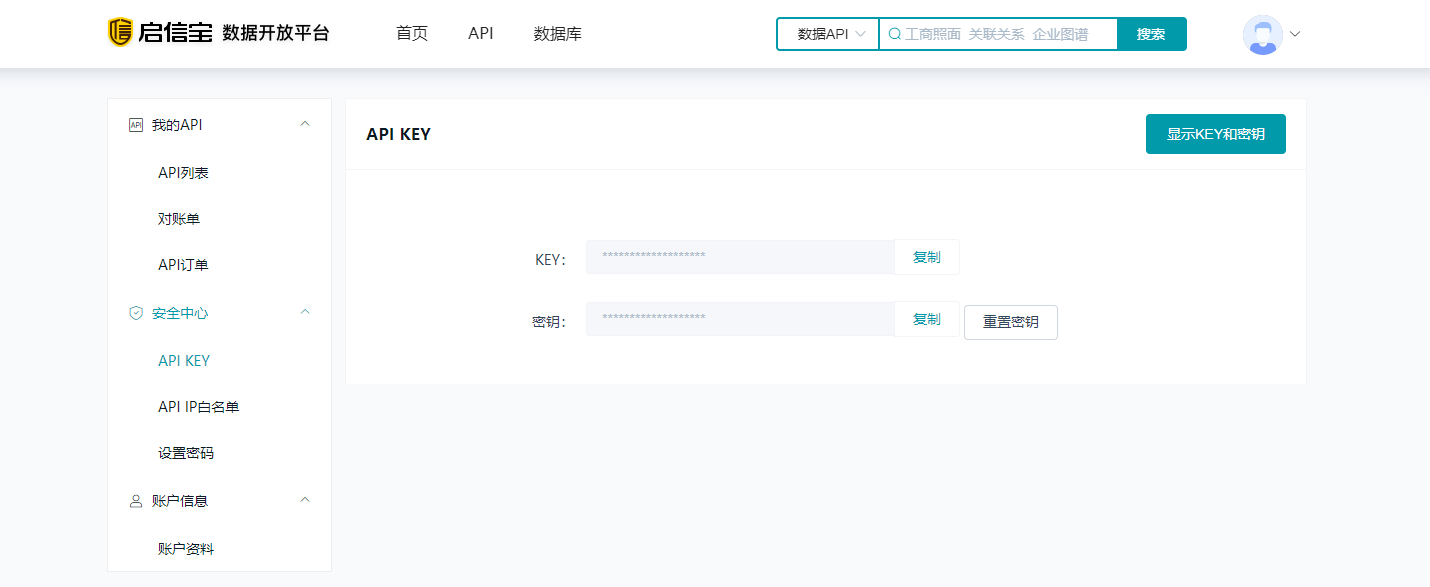 启信宝 数据开放平台 首页 API 数据库 数据API 工商照面 关联关系 企业图谱 搜索
API 我的API
API列表
对账单
API订单
安全中心
API KEY
API IP白名单
设置密码
账户信息
账户资料
API KEY 显示KEY和密钥
KEY： ******************* 复制
密钥： ******************* 复制 重置密钥